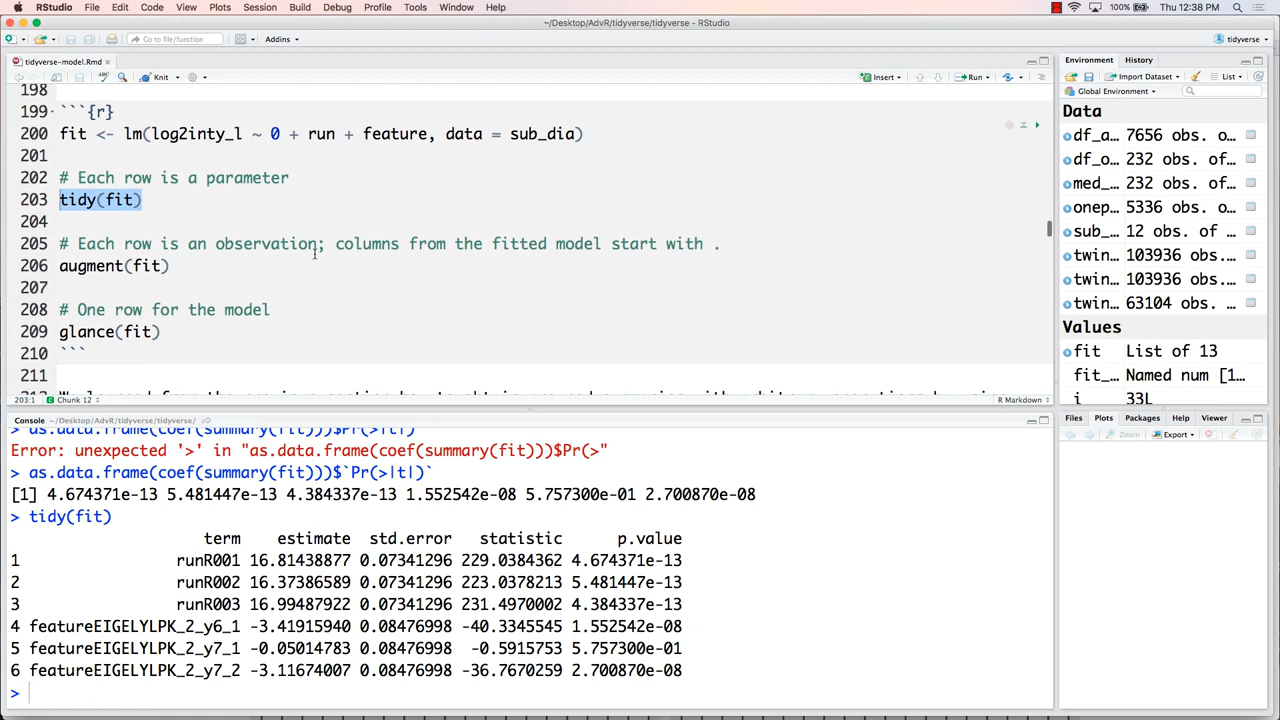 RStudio File Edit Code View Plots Session Build Debug Profile Tools Window Help 100% Thu 12:38 PM
~/Desktop/AdvR/tidyverse/tidyverse - RStudio
Go to file/function Addins tidyverse
tidyverse-model.Rmd
Knit Insert Run
198
199 ```{r}
200 fit <- lm(log2inty_l ~ 0 + run + feature, data = sub_dia)
201
202 # Each row is a parameter
203 tidy(fit)
204
205 # Each row is an observation; columns from the fitted model start with .
206 augment(fit)
207
208 # One row for the model
209 glance(fit)
210 ```
211
203:1 Chunk 12 R Markdown
Console ~/Desktop/AdvR/tidyverse/tidyverse/
as.data.frame(coef(summary(fit)))$Pr(>|t|)
Error: unexpected '>' in "as.data.frame(coef(summary(fit)))$Pr(>"
> as.data.frame(coef(summary(fit)))$`Pr(>|t|)`
[1] 4.674371e-13 5.481447e-13 4.384337e-13 1.552542e-08 5.757300e-01 2.700870e-08
> tidy(fit)
term estimate std.error statistic p.value
1 runR001 16.81438877 0.07341296 229.0384362 4.674371e-13
2 runR002 16.37386589 0.07341296 223.0378213 5.481447e-13
3 runR003 16.99487922 0.07341296 231.4970002 4.384337e-13
4 featureEIGELYLPK_2_y6_1 -3.41915940 0.08476998 -40.3345545 1.552542e-08
5 featureEIGELYLPK_2_y7_1 -0.05014783 0.08476998 -0.5915753 5.757300e-01
6 featureEIGELYLPK_2_y7_2 -3.11674007 0.08476998 -36.7670259 2.700870e-08
>
Environment History
Import Dataset List
Global Environment
Data
df_a... 7656 obs. o...
df_o... 232 obs. of...
med_... 232 obs. of...
onep... 5336 obs. o...
sub_... 12 obs. of ...
twin... 103936 obs....
twin... 103936 obs....
twin... 63104 obs. ...
Values
fit List of 13
fit_... Named num [1...
i 33L
Files Plots Packages Help Viewer
Zoom Export